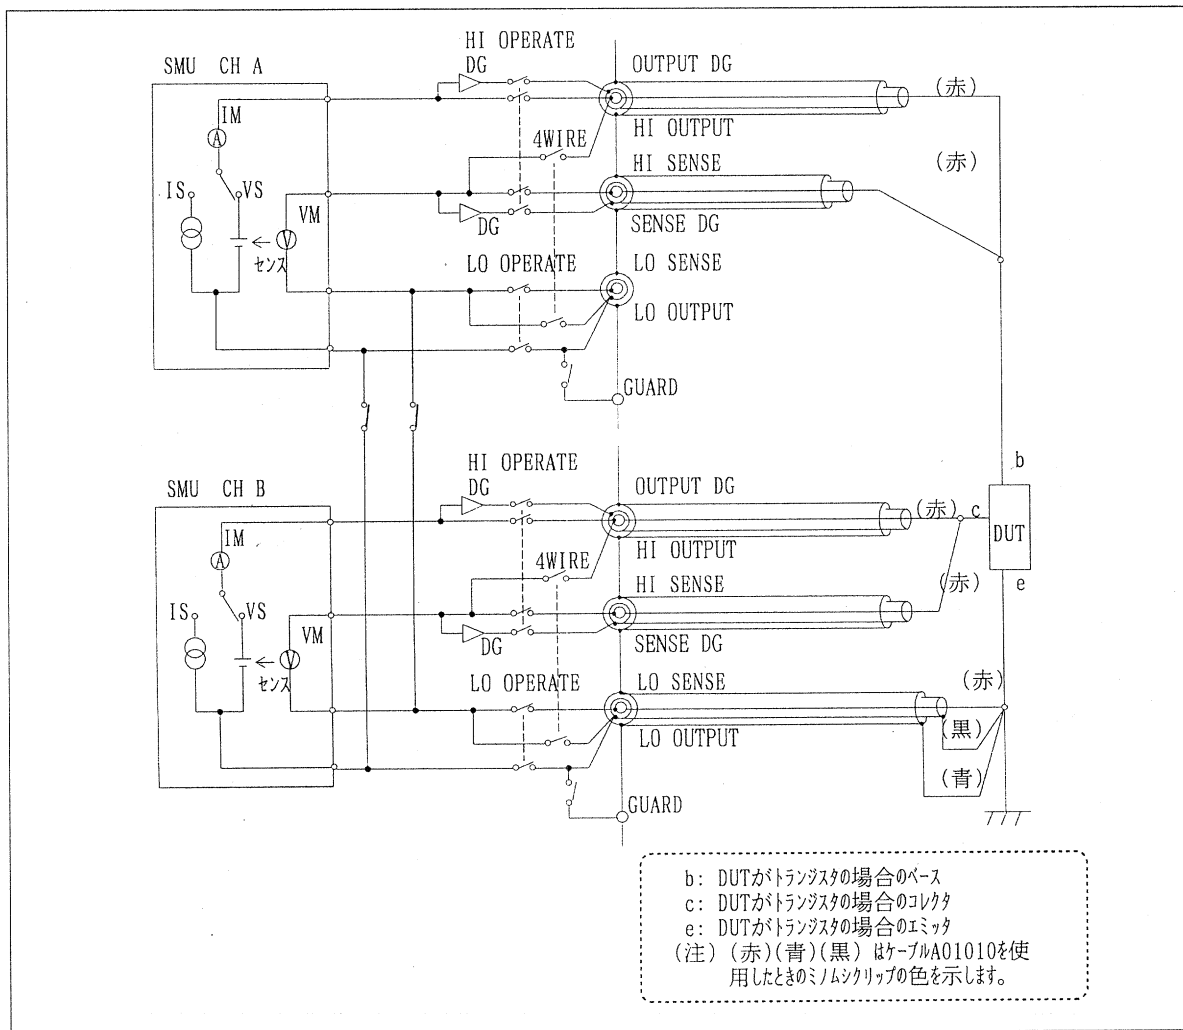 HI OPERATE
SMU CH A
DG
OUTPUT DG
(赤)
IM
A
HI OUTPUT
4WIRE
HI SENSE
(赤)
IS
VS
VM
V
DG
SENSE DG
センス
LO OPERATE
LO SENSE
LO OUTPUT
GUARD
b
HI OPERATE
SMU CH B
DG
OUTPUT DG
(赤)
c
DUT
IM
A
HI OUTPUT
4WIRE
HI SENSE
(赤)
e
IS
VS
VM
V
DG
SENSE DG
センス
LO OPERATE
LO SENSE
(赤)
(黒)
LO OUTPUT
(青)
GUARD
b: DUTがトランジスタの場合のベース
c: DUTがトランジスタの場合のコレクタ
e: DUTがトランジスタの場合のエミッタ
(注) (赤)(青)(黒) はケーブルA01010を使
用したときのミノムシクリップの色を示します。